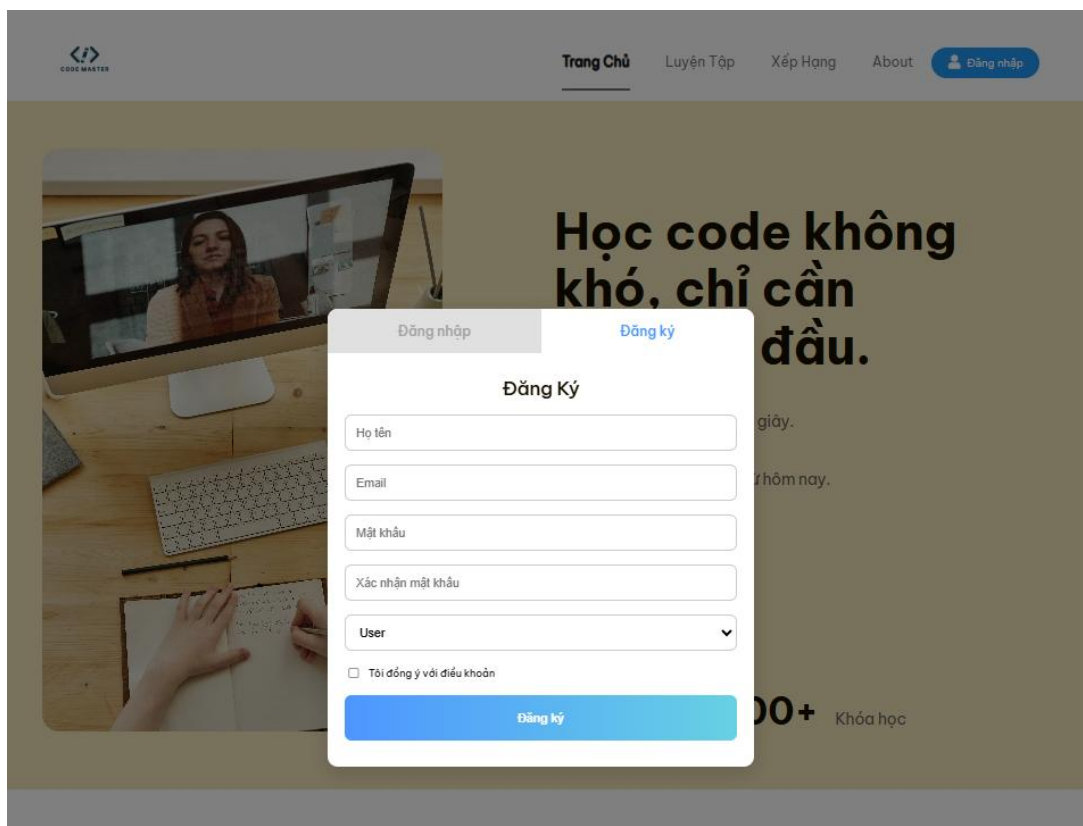 CODE MASTER
Trang Chủ Luyện Tập Xếp Hạng About Đăng nhập
Học code không
khó, chỉ cần
đầu.
giây.
hôm nay.
Đăng nhập Đăng ký
Đăng Ký
Họ tên
Email
Mật khẩu
Xác nhận mật khẩu
User
Tôi đồng ý với điều khoản
Đăng ký
00+ Khóa học